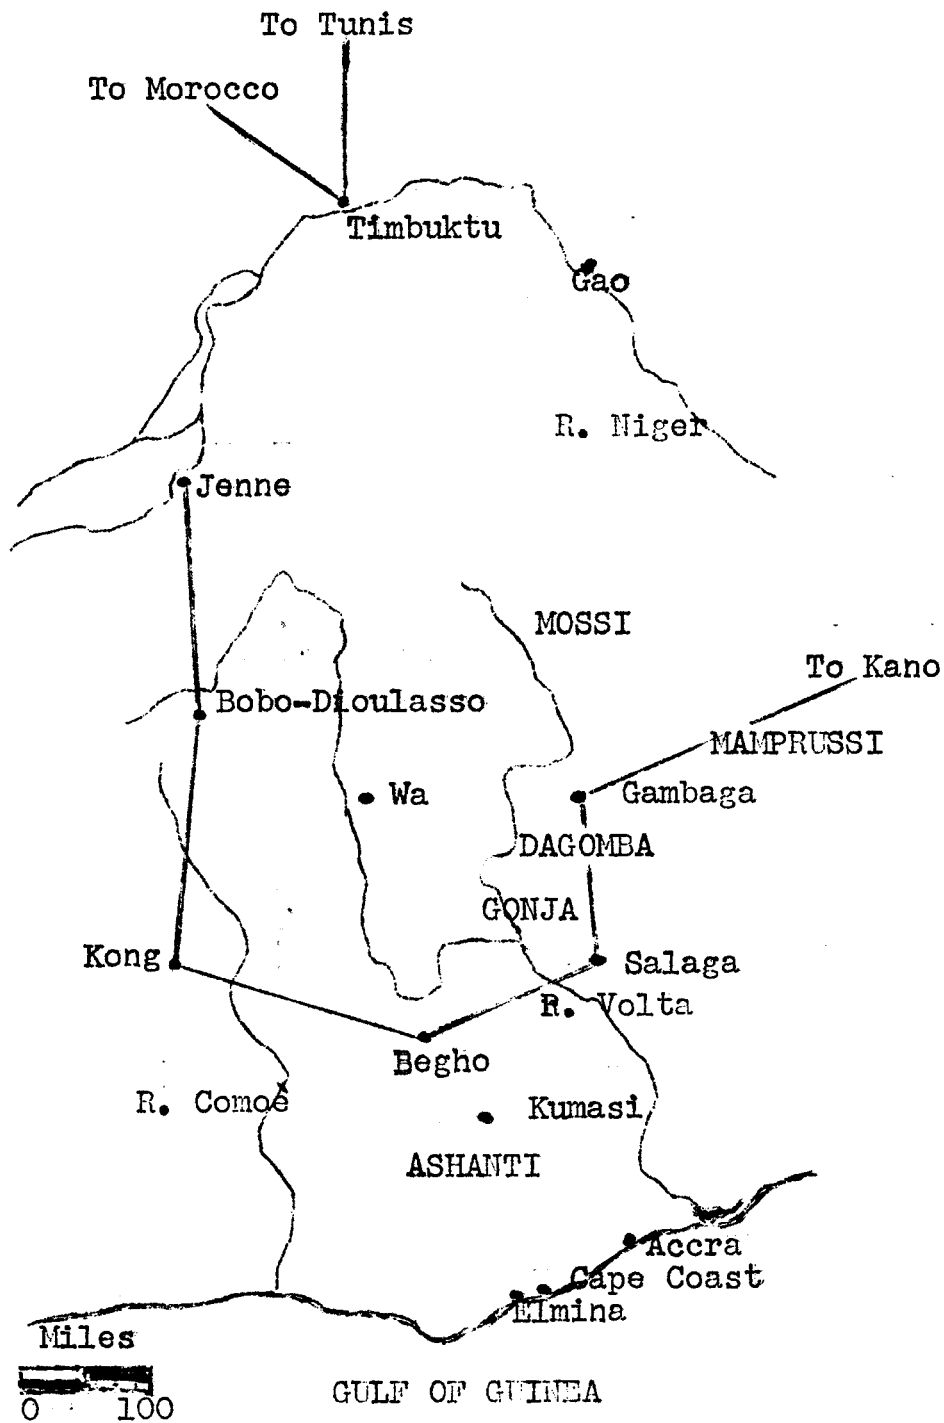 To Tunis
To Morocco
Timbuktu
Gao
R. Niger
Jenne
MOSSI
To Kano
Bobo-Dioulasso
MAMPRUSSI
Wa
Gambaga
DAGOMBA
GONJA
Kong
Salaga
R. Volta
Begho
R. Comoé
Kumasi
ASHANTI
Accra
Cape Coast
Elmina
Miles
0 100
GULF OF GUINEA